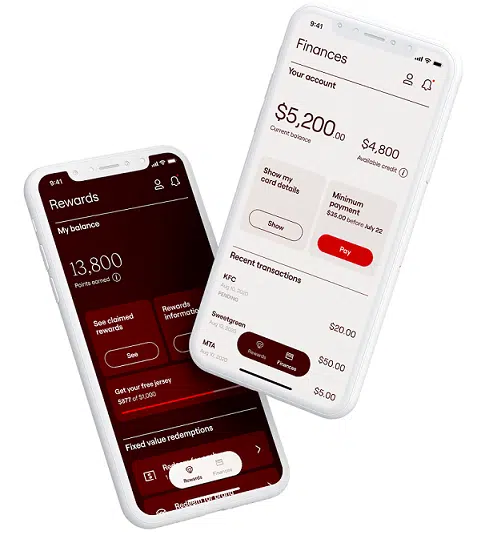 9:41
Finances
Your account
$5,200.00
Current balance
$4,800
Available credit
Show my
card details
Show
Minimum
payment
$35.00 before July 22
Pay
Recent transactions
KFC
Aug 10, 2020
PENDING
$20.00
Sweetgreen
Aug 10, 2020
$50.00
MTA
Aug 10, 2020
$5.00
Rewards
Finances
9:41
Rewards
My balance
13,800
Points earned
See claimed
rewards
See
Rewards
informatio
Get your free jersey
$877 of $1,000
Fixed value redemptions
Rewards
Finances
Redeem for brand